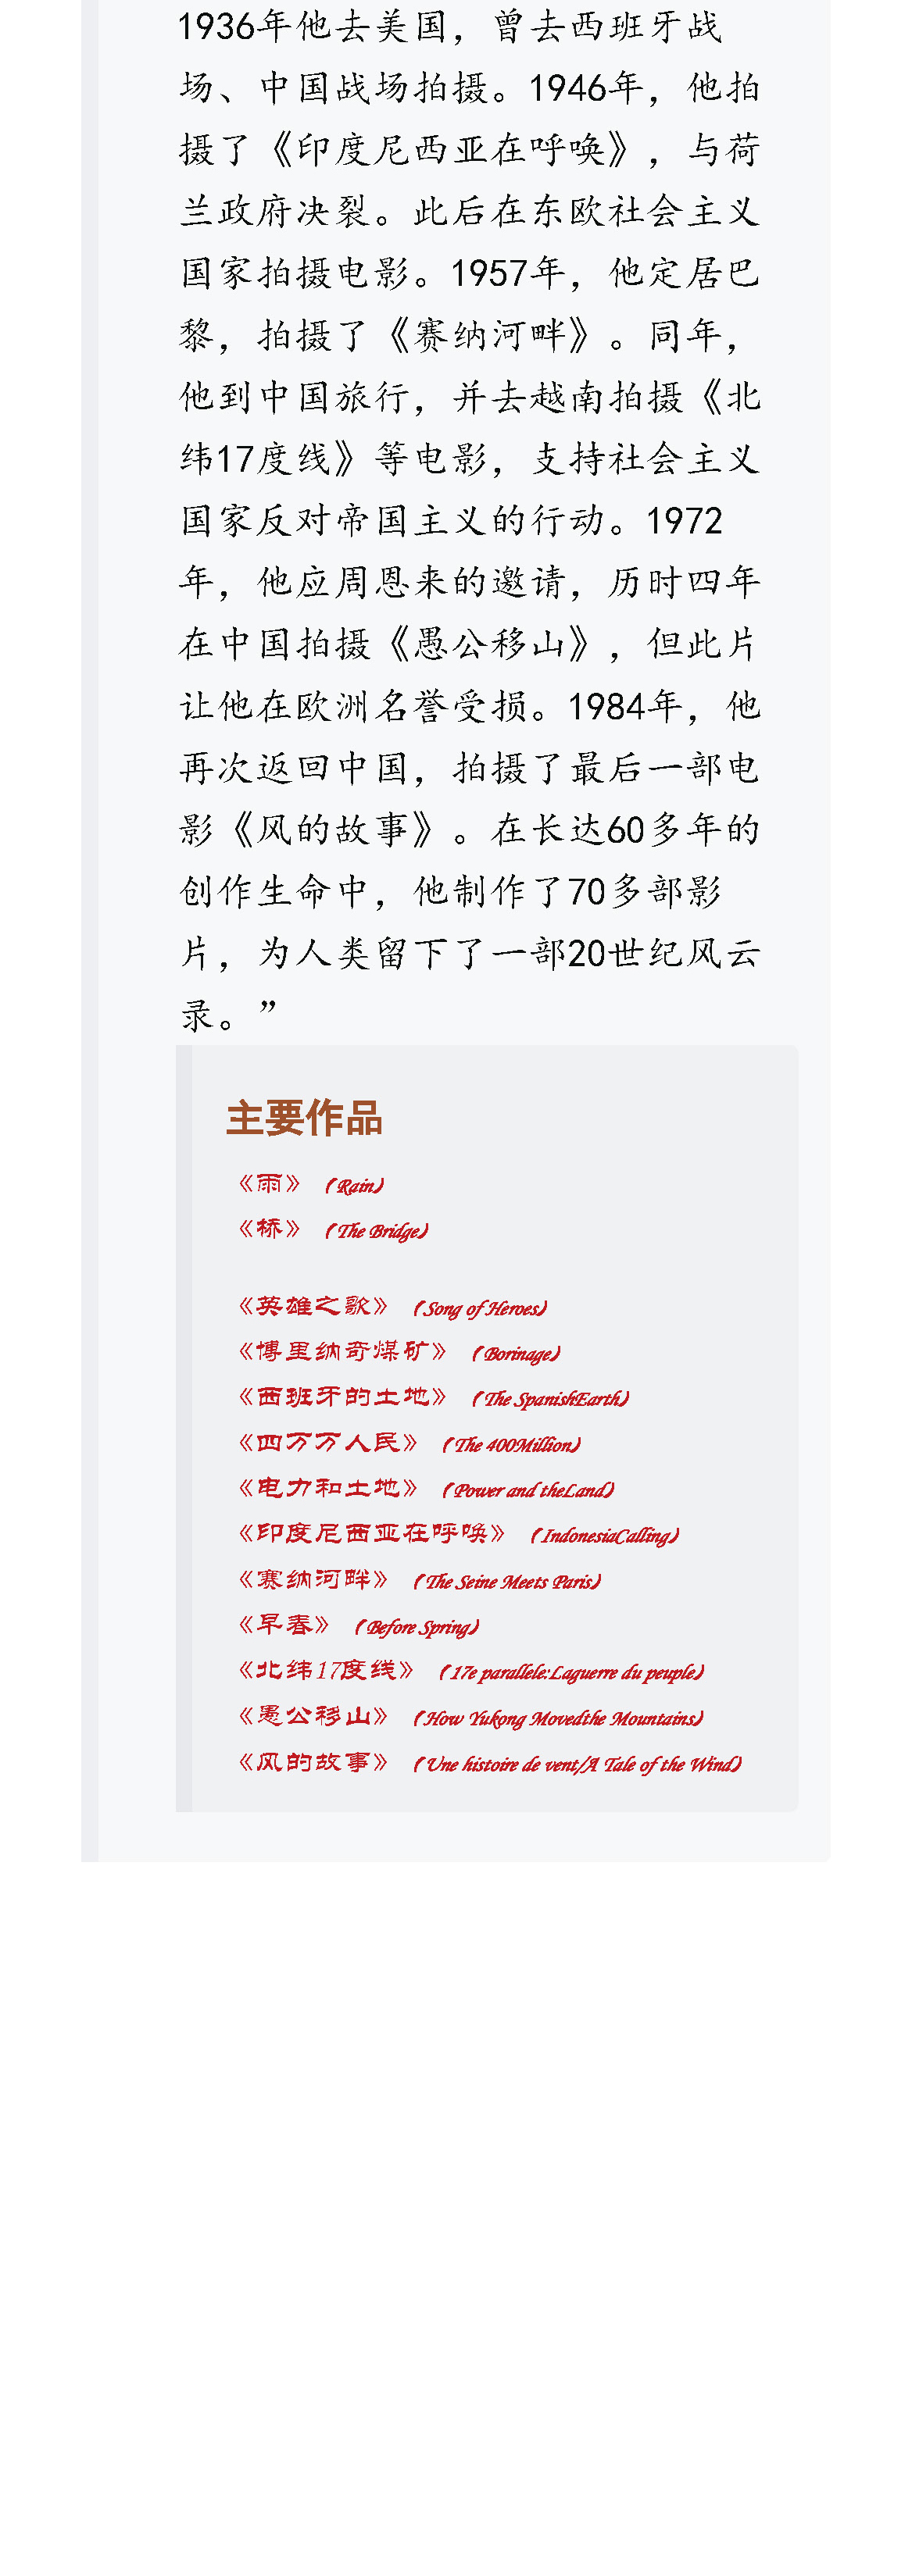 1936年他去美国，曾去西班牙战
场、中国战场拍摄。1946年，他拍
摄了《印度尼西亚在呼唤》，与荷
兰政府决裂。此后在东欧社会主义
国家拍摄电影。1957年，他定居巴
黎，拍摄了《赛纳河畔》。同年，
他到中国旅行，并去越南拍摄《北
纬17度线》等电影，支持社会主义
国家反对帝国主义的行动。1972
年，他应周恩来的邀请，历时四年
在中国拍摄《愚公移山》，但此片
让他在欧洲名誉受损。1984年，他
再次返回中国，拍摄了最后一部电
影《风的故事》。在长达60多年的
创作生命中，他制作了70多部影
片，为人类留下了一部20世纪风云
录。”
主要作品
《雨》（Rain）
《桥》（The Bridge）
《英雄之歌》（Song of Heroes）
《博里纳奇煤矿》（Borinage）
《西班牙的土地》（The SpanishEarth）
《四万万人民》（The 400Million）
《电力和土地》（Power and theLand）
《印度尼西亚在呼唤》（IndonesiaCalling）
《赛纳河畔》（The Seine Meets Paris）
《早春》（Before Spring）
《北纬17度线》（17e parallele:Laguerre du peuple）
《愚公移山》（How Yukong Movedthe Mountains）
《风的故事》（Une histoire de vent/A Tale of the Wind）